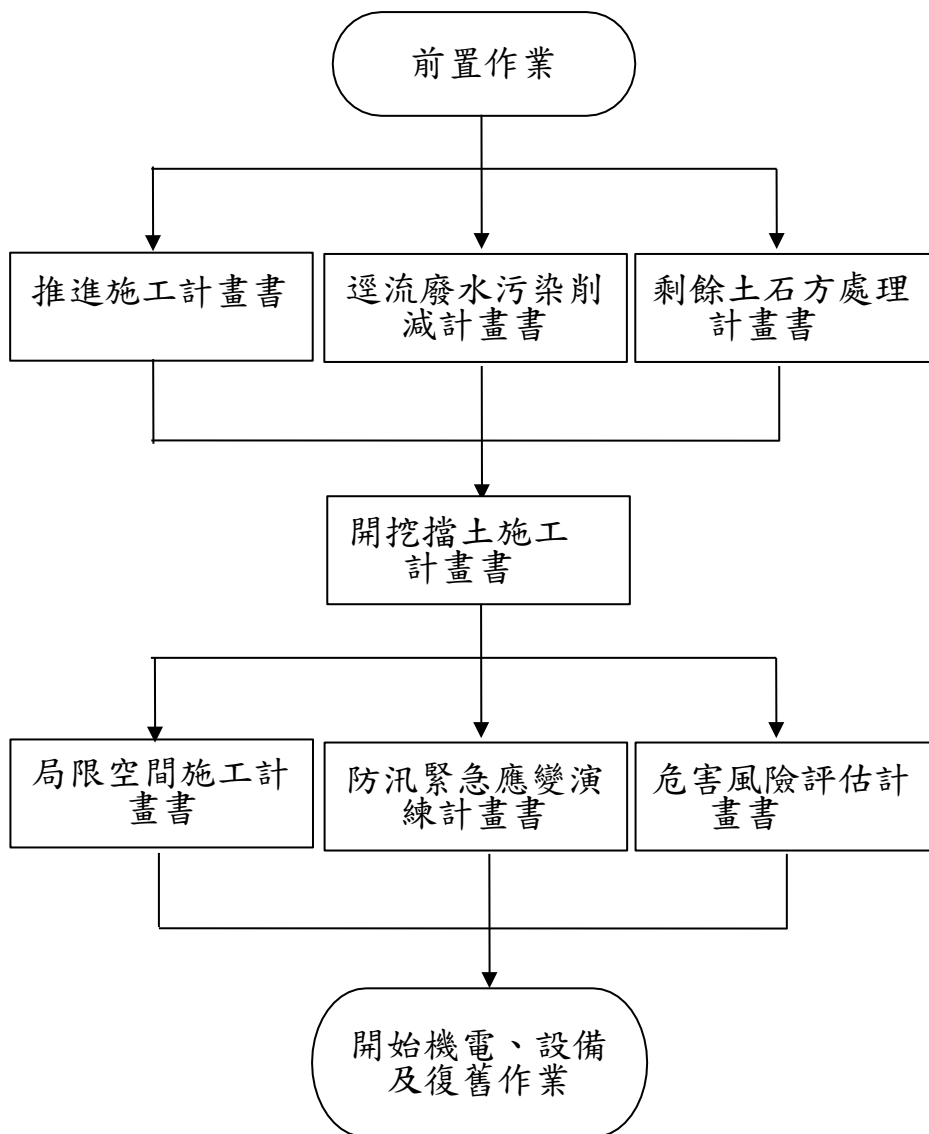 前置作業
推進施工計畫書
逕流廢水污染削
減計畫書
剩餘土石方處理
計畫書
開挖擋土施工
計畫書
局限空間施工計
畫書
防汛緊急應變演
練計畫書
危害風險評估計
畫書
開始機電、設備
及復舊作業